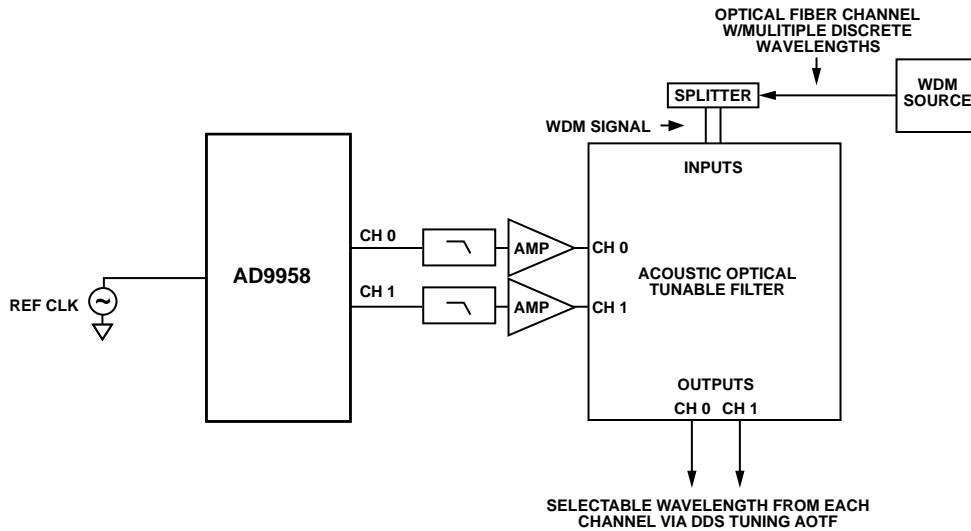 OPTICAL FIBER CHANNEL
W/MULITIPLE DISCRETE
WAVELENGTHS
WDM
SOURCE
SPLITTER
WDM SIGNAL
INPUTS
CH 0
AMP
CH 0
AD9958
ACOUSTIC OPTICAL
TUNABLE FILTER
CH 1
AMP
CH 1
REF CLK
~
OUTPUTS
CH 0 CH 1
SELECTABLE WAVELENGTH FROM EACH
CHANNEL VIA DDS TUNING AOTF